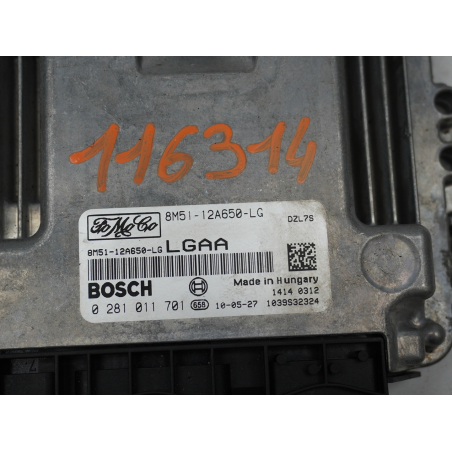 116314
FoMoCo 8M51-12A650-LG DZL7S
8M51-12A650-LG LGAA
BOSCH Made in Hungary
1414 0312
0 281 011 701 658 10-05-27 1039S32324